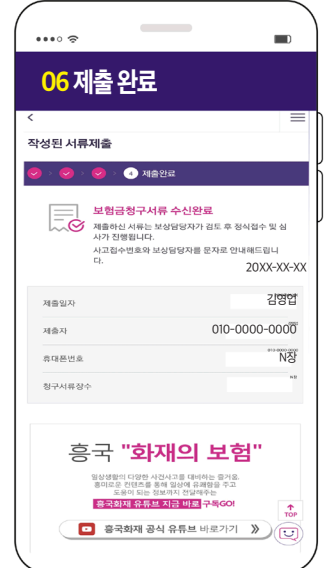 06 제출 완료
작성된 서류제출
4 제출완료
보험금청구서류 수신완료
제출하신 서류는 보상담당자가 검토 후 정식접수 및 심
사가 진행됩니다.
사고접수번호와 보상담당자를 문자로 안내해드립니
다.
20XX-XX-XX
제출일자 김영업
제출자 010-0000-0000
010-0000-0000
휴대폰번호 N장
청구서류장수
흥국 "화재의 보험"
일상생활의 다양한 사건사고를 대비하는 즐거움.
흥미로운 컨텐츠를 통해 일상에 유쾌함을 주고
도움이 되는 정보까지 전달해주는
흥국화재 유튜브 지금 바로 구독GO!
TOP
흥국화재 공식 유튜브 바로가기 》